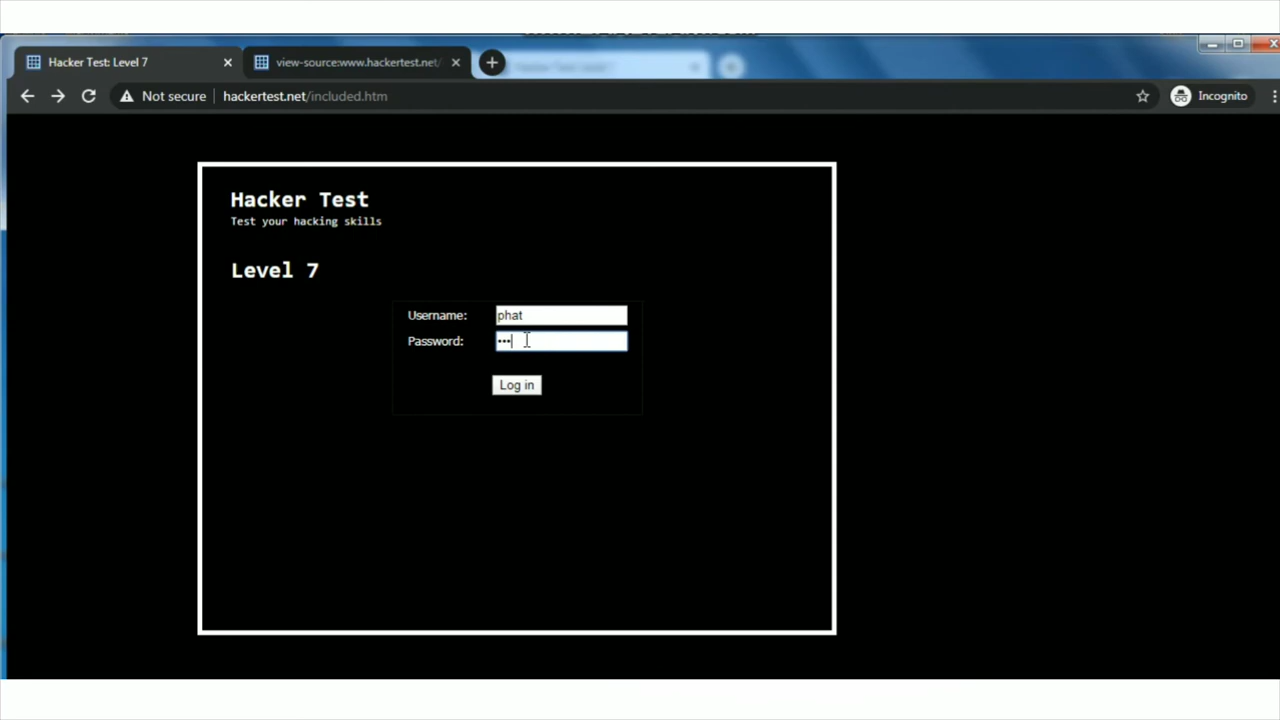 Hacker Test: Level 7
view-source:www.hackertest.net/
Not secure
hackertest.net/included.htm
Incognito
Hacker Test
Test your hacking skills
Level 7
Username: phat
Password: •••
Log in